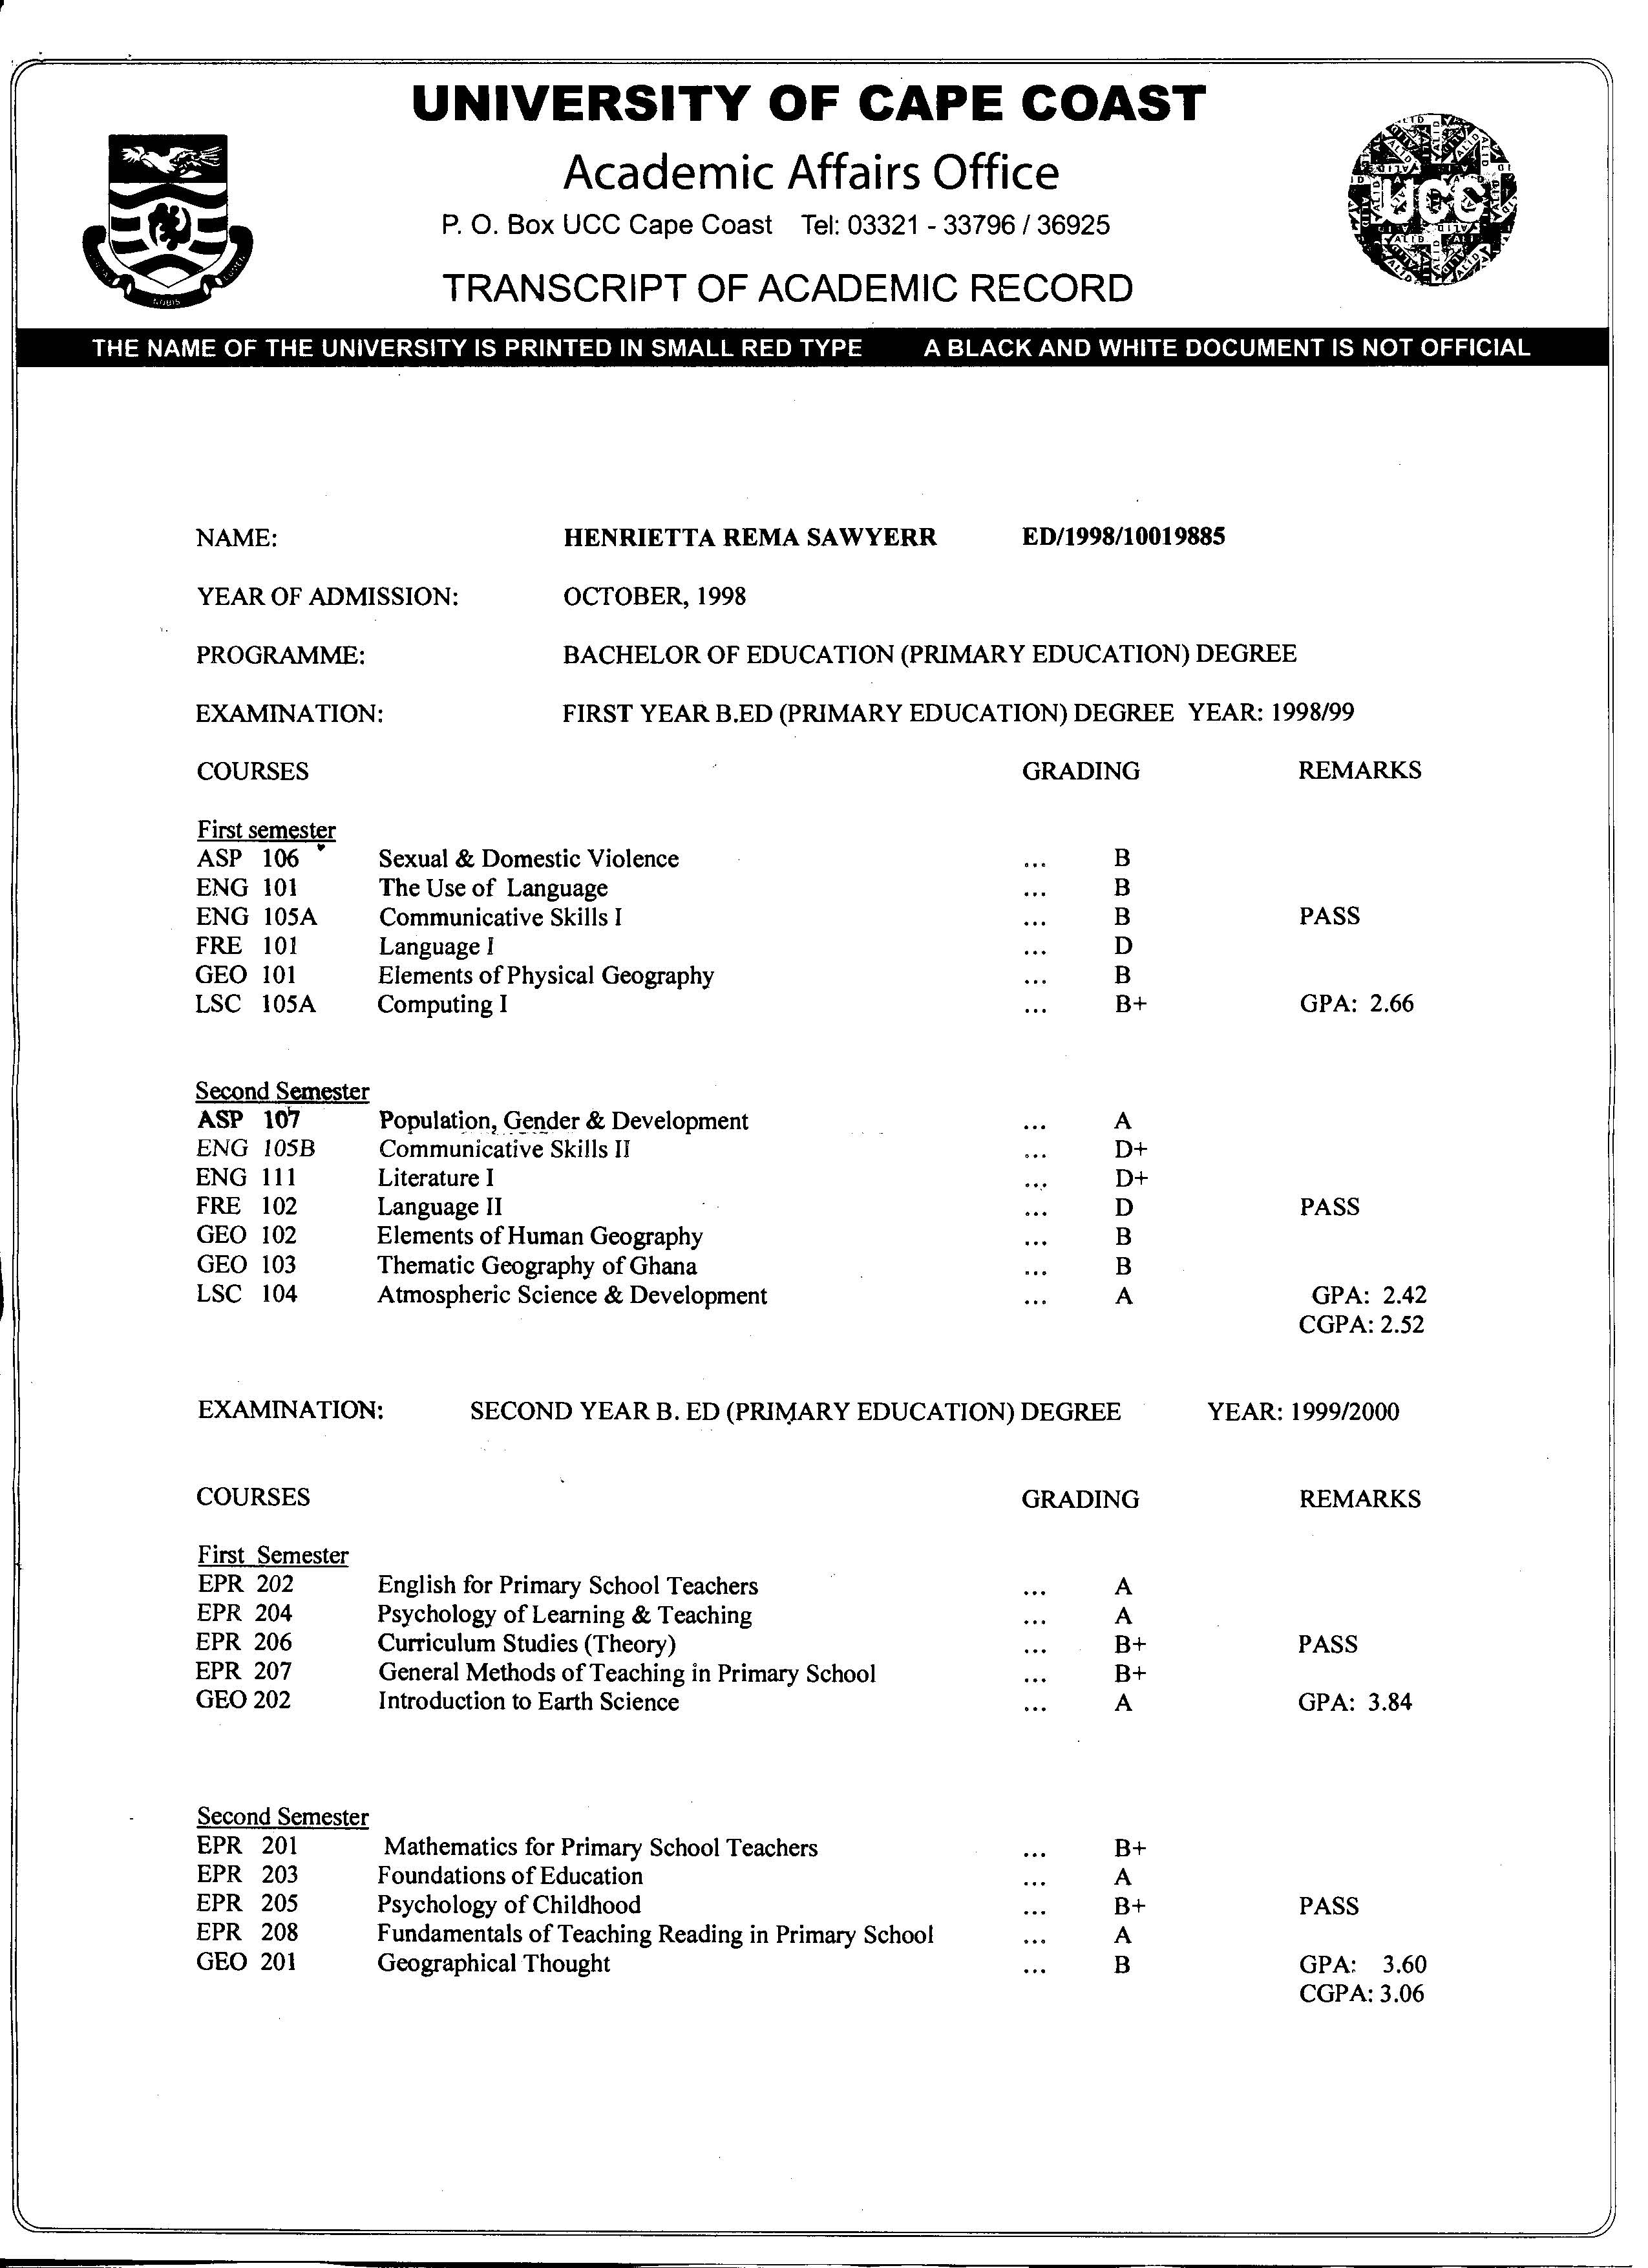 UNIVERSITY OF CAPE COAST
Academic Affairs Office
P. O. Box UCC Cape Coast Tel: 03321 - 33796 / 36925
TRANSCRIPT OF ACADEMIC RECORD
NOBIS
UCC
THE NAME OF THE UNIVERSITY IS PRINTED IN SMALL RED TYPE A BLACK AND WHITE DOCUMENT IS NOT OFFICIAL
NAME: HENRIETTA REMA SAWYERR ED/1998/10019885
YEAR OF ADMISSION: OCTOBER, 1998
PROGRAMME: BACHELOR OF EDUCATION (PRIMARY EDUCATION) DEGREE
EXAMINATION: FIRST YEAR B.ED (PRIMARY EDUCATION) DEGREE YEAR: 1998/99
COURSES GRADING REMARKS
First semester
ASP 106 Sexual & Domestic Violence ... B
ENG 101 The Use of Language ... B
ENG 105A Communicative Skills I ... B PASS
FRE 101 Language I ... D
GEO 101 Elements of Physical Geography ... B
LSC 105A Computing I ... B+ GPA: 2.66
Second Semester
ASP 107 Population, Gender & Development ... A
ENG 105B Communicative Skills II ... D+
ENG 111 Literature I ... D+
FRE 102 Language II ... D PASS
GEO 102 Elements of Human Geography ... B
GEO 103 Thematic Geography of Ghana ... B
LSC 104 Atmospheric Science & Development ... A GPA: 2.42
CGPA: 2.52
EXAMINATION: SECOND YEAR B. ED (PRIMARY EDUCATION) DEGREE YEAR: 1999/2000
COURSES GRADING REMARKS
First Semester
EPR 202 English for Primary School Teachers ... A
EPR 204 Psychology of Learning & Teaching ... A
EPR 206 Curriculum Studies (Theory) ... B+ PASS
EPR 207 General Methods of Teaching in Primary School ... B+
GEO 202 Introduction to Earth Science ... A GPA: 3.84
Second Semester
EPR 201 Mathematics for Primary School Teachers ... B+
EPR 203 Foundations of Education ... A
EPR 205 Psychology of Childhood ... B+ PASS
EPR 208 Fundamentals of Teaching Reading in Primary School ... A
GEO 201 Geographical Thought ... B GPA: 3.60
CGPA: 3.06